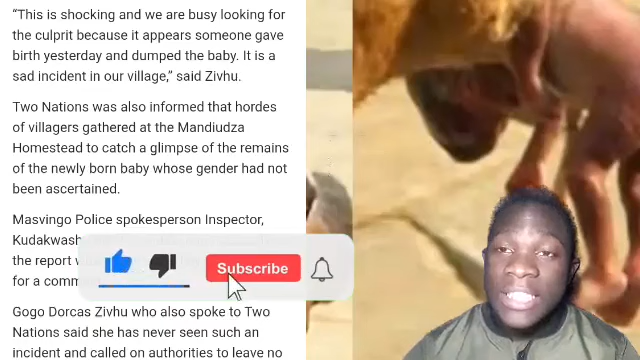 “This is shocking and we are busy looking for
the culprit because it appears someone gave
birth yesterday and dumped the baby. It is a
sad incident in our village,” said Zivhu.
Two Nations was also informed that hordes
of villagers gathered at the Mandiudza
Homestead to catch a glimpse of the remains
of the newly born baby whose gender had not
been ascertained.
Masvingo Police spokesperson Inspector,
Kudakwash
the report w
for a comm
Subscribe
Gogo Dorcas Zivhu who also spoke to Two
Nations said she has never seen such an
incident and called on authorities to leave no